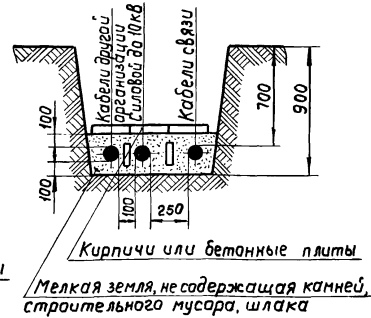 Кабели другой
организации
Силовой до 10кВ
Кабели связи
100
100
700
900
100
250
Кирпичи или бетонные плиты
ы
Мелкая земля, не содержащая камней,
строительного мусора, шлака